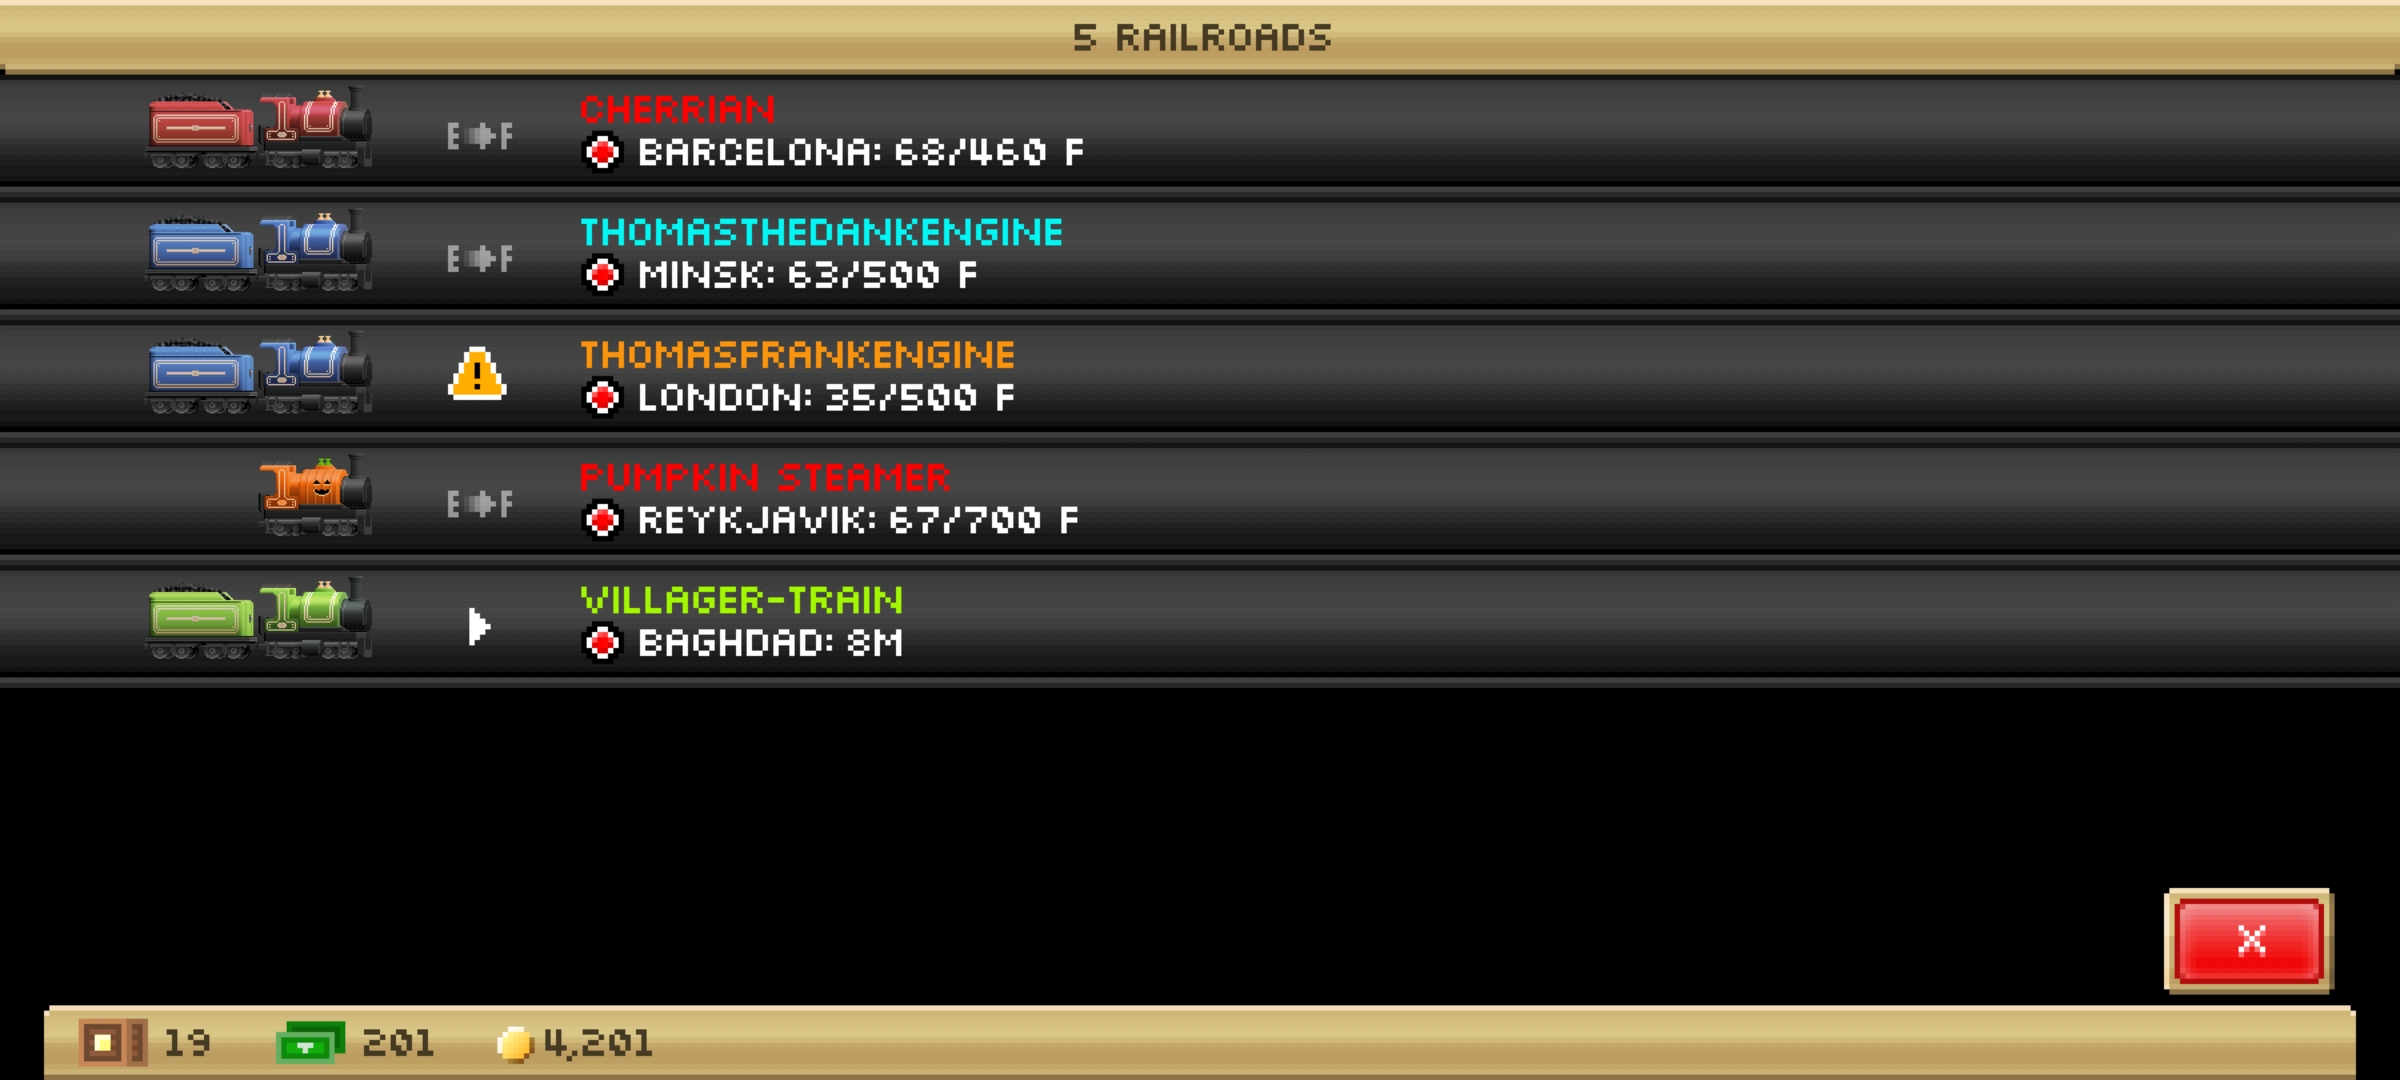 5 RAILROADS
E F
CHERRIAN
BARCELONA: 68/460 F
E F
THOMASTHEDANKENGINE
MINSK: 63/500 F
!
THOMASFRANKENGINE
LONDON: 35/500 F
E F
PUMPKIN STEAMER
REYKJAVIK: 67/700 F
VILLAGER-TRAIN
BAGHDAD: 8M
X
19 201 4,201